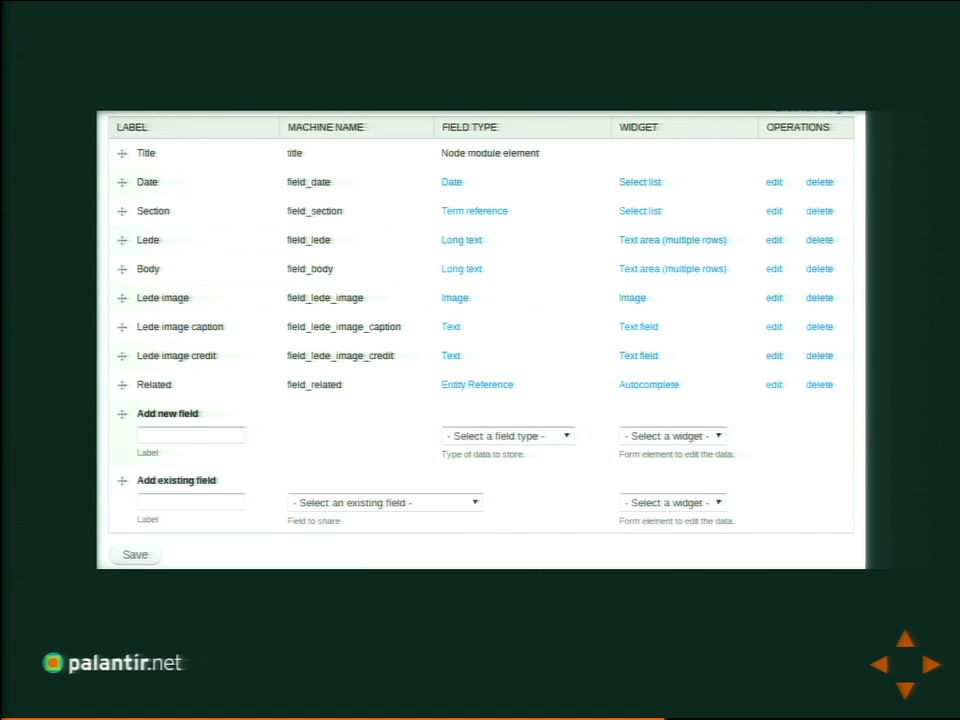 LABEL MACHINE NAME FIELD TYPE WIDGET OPERATIONS
Title title Node module element
Date field_date Date Select list edit delete
Section field_section Term reference Select list edit delete
Lede field_lede Long text Text area (multiple rows) edit delete
Body field_body Long text Text area (multiple rows) edit delete
Lede image field_lede_image Image Image edit delete
Lede image caption field_lede_image_caption Text Text field edit delete
Lede image credit field_lede_image_credit Text Text field edit delete
Related field_related Entity Reference Autocomplete edit delete
Add new field
- Select a field type - - Select a widget -
Label Type of data to store. Form element to edit the data.
Add existing field
- Select an existing field - - Select a widget -
Label Field to share Form element to edit the data.
Save
palantir.net